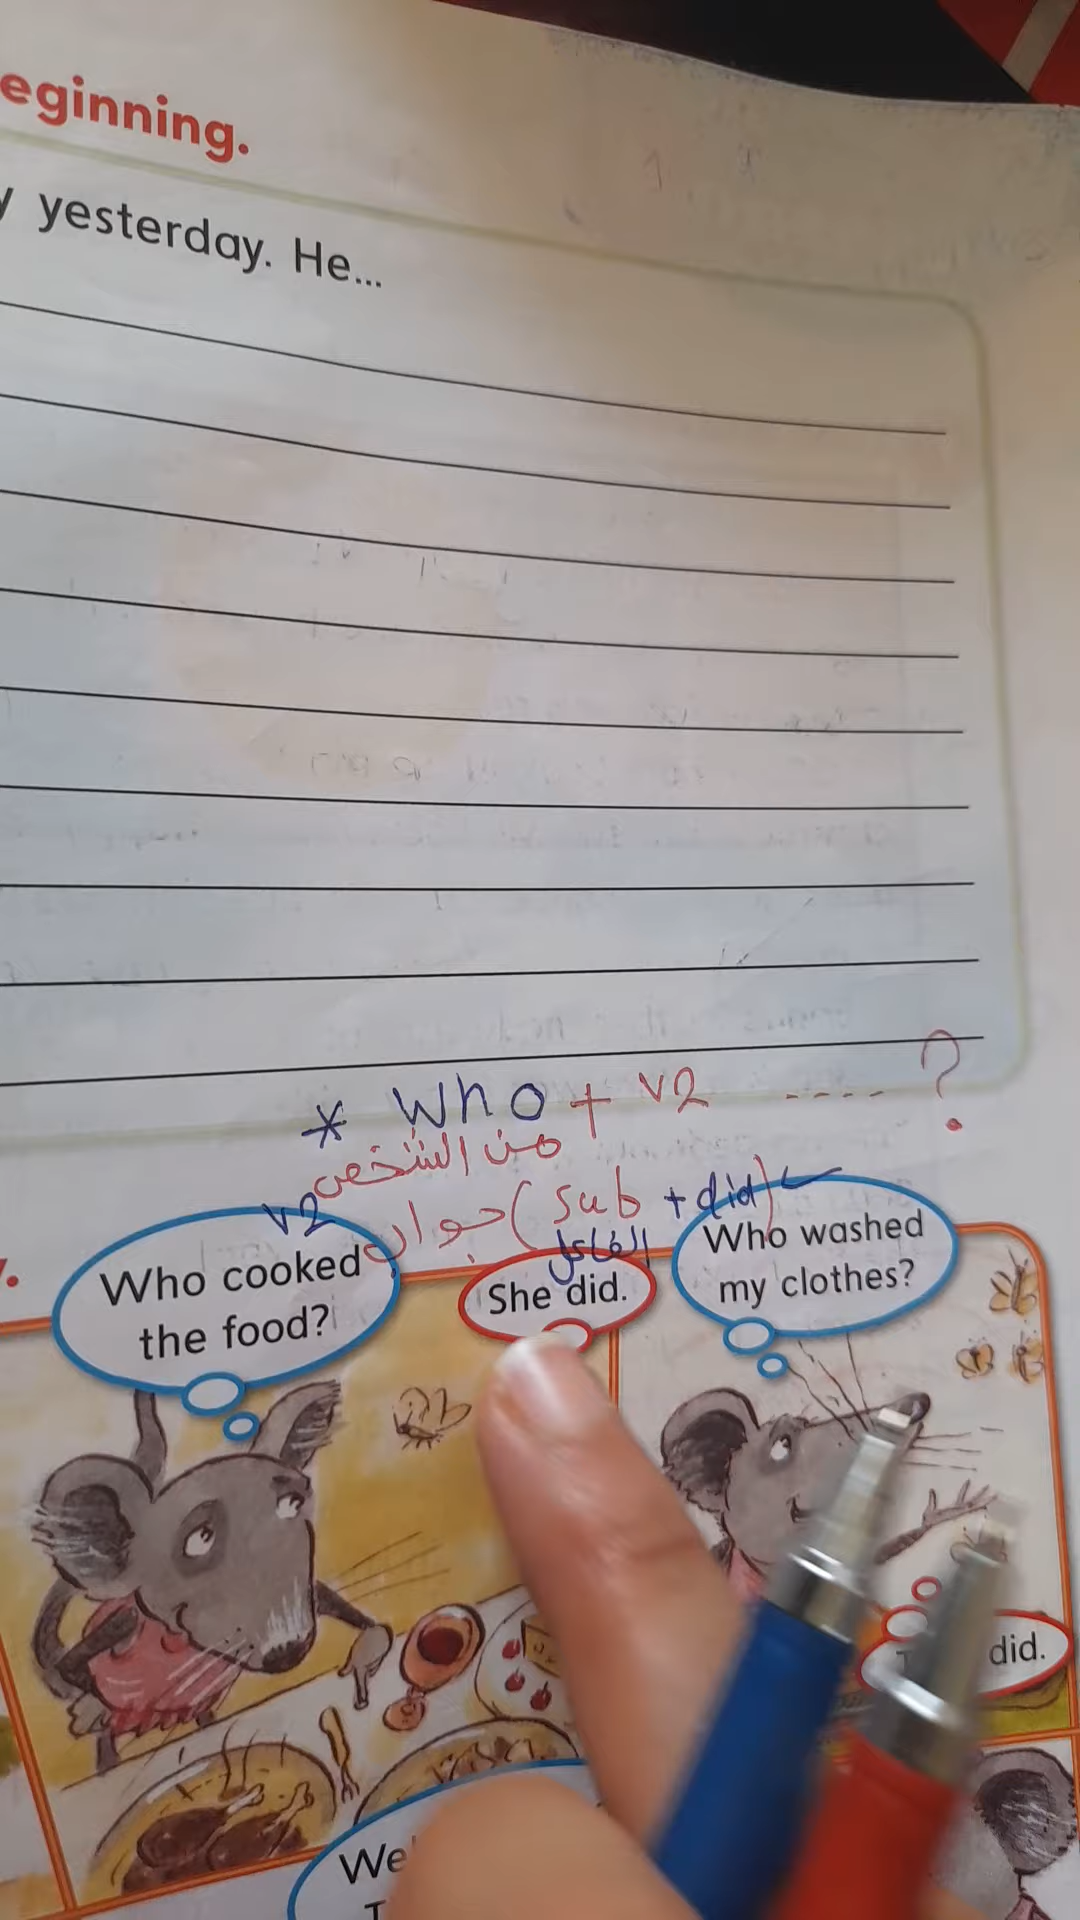 eginning.
y yesterday. He...
* Who + v2 ----- ?
من الشخص
v2
جواب (sub + did)
الفاعل
Who cooked
the food?
She did.
Who washed
my clothes?
did.
We